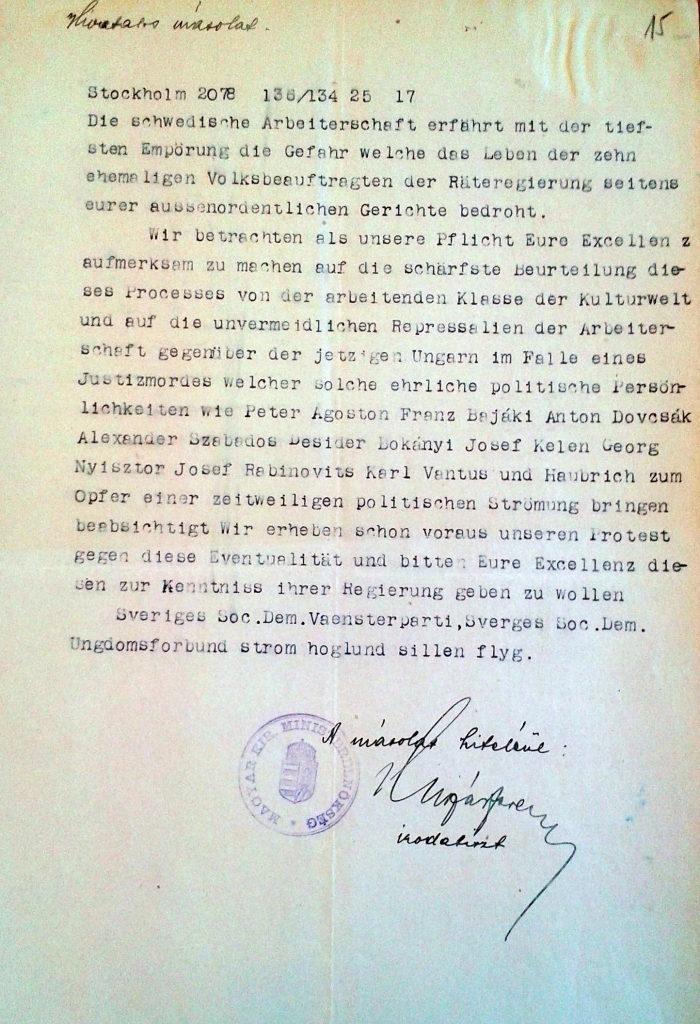 Hivatalos másolat.
15
Stockholm 2078 136/134 25 17
Die schwedische Arbeiterschaft erfährt mit der tief-
sten Empörung die Gefahr welche das Leben der zehn
ehemaligen Volksbeauftragten der Räteregierung seitens
eurer aussenordentlichen Gerichte bedroht.
Wir betrachten als unsere Pflicht Eure Excellen z
aufmerksam zu machen auf die schärfste Beurteilung die-
ses Processes von der arbeitenden Klasse der Kulturwelt
und auf die unvermeidlichen Repressalien der Arbeiter-
schaft gegenüber der jetzigen Ungarn im Falle eines
Justizmordes welcher solche ehrliche politische Persön-
lichkeiten wie Peter Agoston Franz Bajáki Anton Dovcsák
Alexander Szabados Desider Bokányi Josef Kelen Georg
Nyisztor Josef Rabinovits Karl Vantus und Haubrich zum
Opfer einer zeitweiligen politischen Strömung bringen
beabsichtigt Wir erheben schon voraus unseren Protest
gegen diese Eventualität und bitten Eure Excellenz die-
sen zur Kenntniss ihrer Regierung geben zu wollen
Sveriges Soc.Dem.Vaensterparti,Sverges Soc.Dem.
Ungdomsforbund strom hoglund sillen flyg.
A másolat hiteléül:
irodatiszt
MAGYAR KIR. MINISZTERELNÖKSÉG